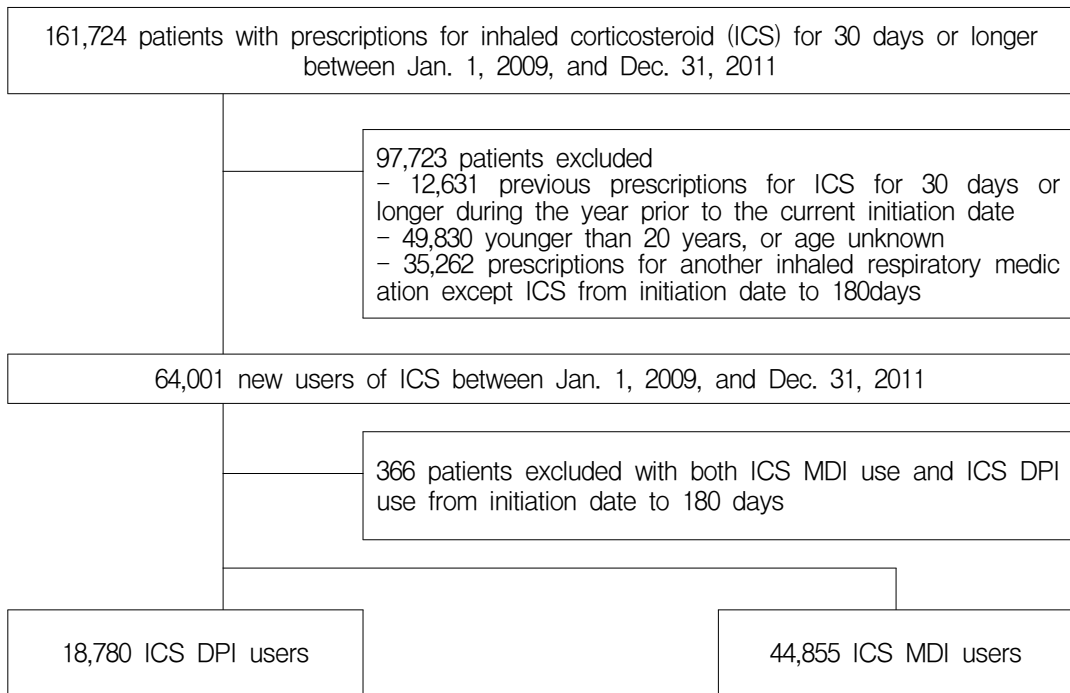 161,724 patients with prescriptions for inhaled corticosteroid (ICS) for 30 days or longer
between Jan. 1, 2009, and Dec. 31, 2011
97,723 patients excluded
- 12,631 previous prescriptions for ICS for 30 days or
longer during the year prior to the current initiation date
- 49,830 younger than 20 years, or age unknown
- 35,262 prescriptions for another inhaled respiratory medic
ation except ICS from initiation date to 180days
64,001 new users of ICS between Jan. 1, 2009, and Dec. 31, 2011
366 patients excluded with both ICS MDI use and ICS DPI
use from initiation date to 180 days
18,780 ICS DPI users
44,855 ICS MDI users